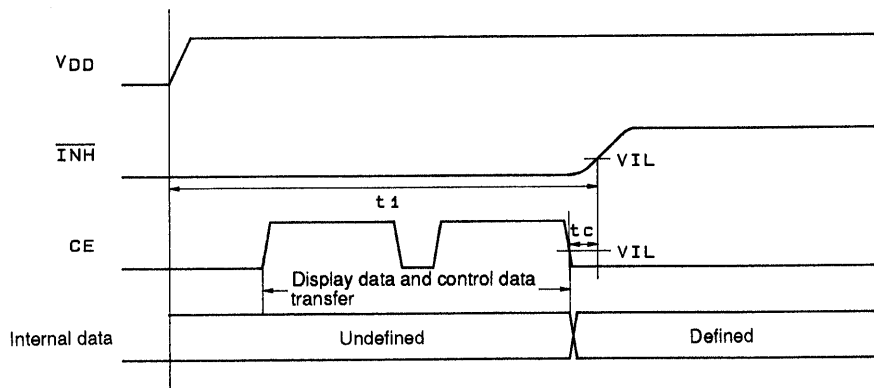 VDD
INH
VIL
t1
CE
tc
VIL
Display data and control data
transfer
Internal data
Undefined
Defined